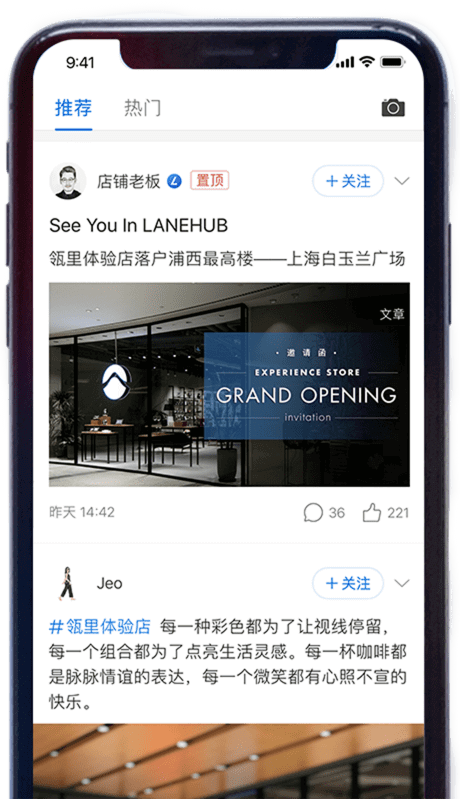 9:41
推荐 热门
店铺老板 置顶 +关注
See You In LANEHUB
瓴里体验店落户浦西最高楼——上海白玉兰广场
文章
· 邀请函 ·
EXPERIENCE STORE
GRAND OPENING
invitation
昨天 14:42 36 221
Jeo +关注
#瓴里体验店 每一种彩色都为了让视线停留，
每一个组合都为了点亮生活灵感。每一杯咖啡都
是脉脉情谊的表达，每一个微笑都有心照不宣的
快乐。